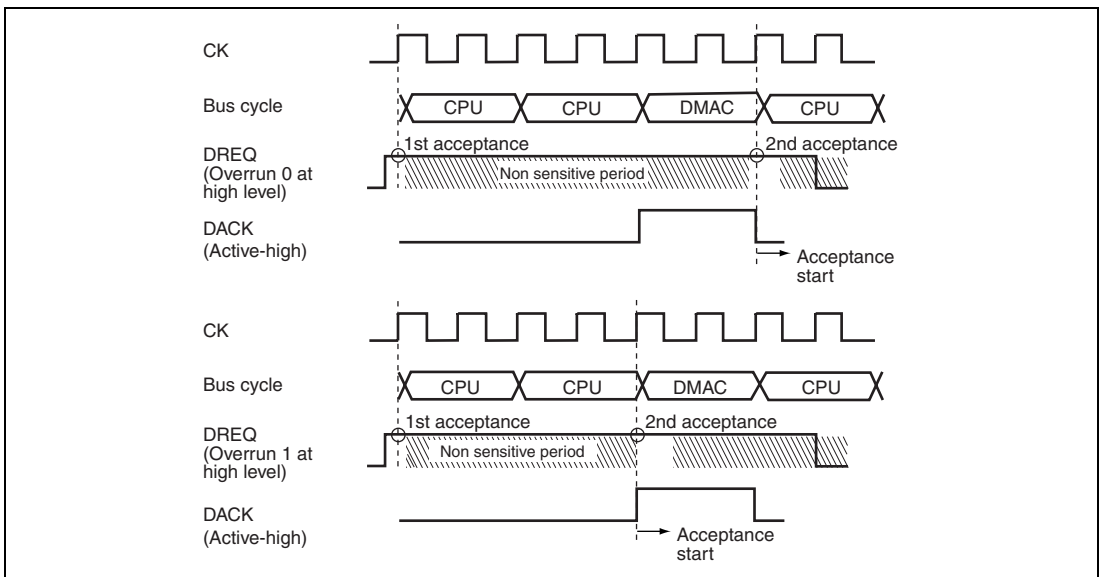 CK
Bus cycle
CPU CPU DMAC CPU
DREQ
(Overrun 0 at
high level)
1st acceptance
2nd acceptance
Non sensitive period
DACK
(Active-high)
Acceptance
start
CK
Bus cycle
CPU CPU DMAC CPU
DREQ
(Overrun 1 at
high level)
1st acceptance
2nd acceptance
Non sensitive period
DACK
(Active-high)
Acceptance
start